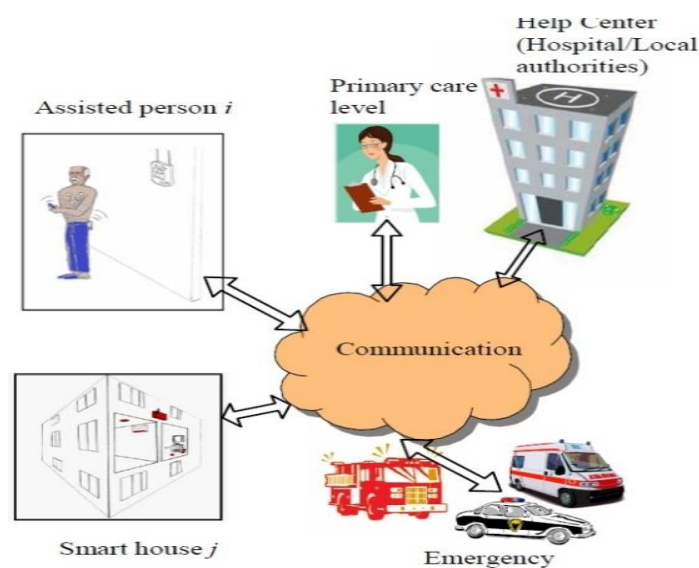 Help Center
(Hospital/Local
authorities)
Primary care
level
Assisted person i
H
Communication
Smart house j
Emergency